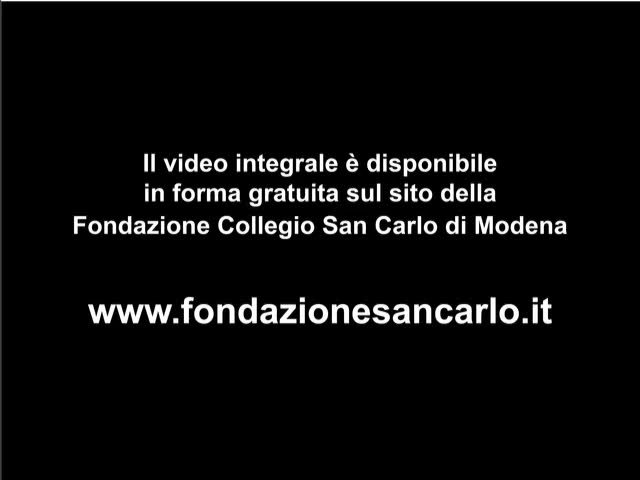 Il video integrale è disponibile
in forma gratuita sul sito della
Fondazione Collegio San Carlo di Modena
www.fondazionesancarlo.it